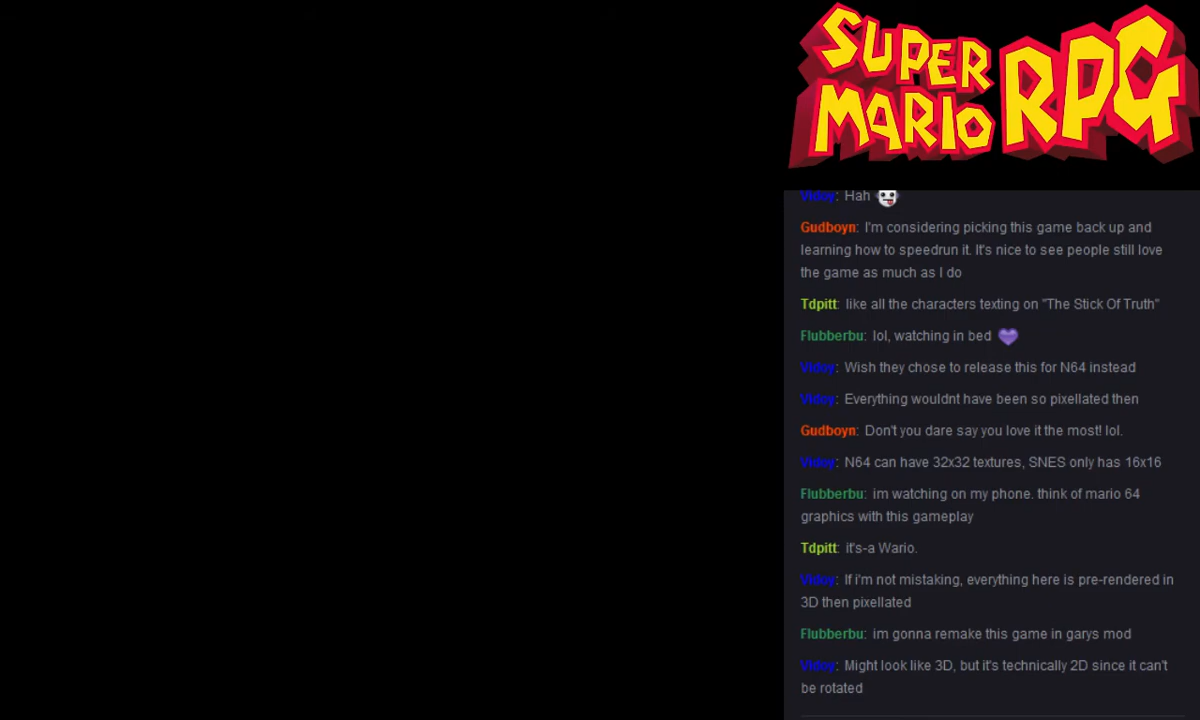 SUPER MARIO RPG
Vidoy: Hah
Gudboyn: I'm considering picking this game back up and
learning how to speedrun it. It's nice to see people still love
the game as much as I do
Tdpitt: like all the characters texting on "The Stick Of Truth"
Flubberbu: lol, watching in bed
Vidoy: Wish they chose to release this for N64 instead
Vidoy: Everything wouldnt have been so pixellated then
Gudboyn: Don't you dare say you love it the most! lol.
Vidoy: N64 can have 32x32 textures, SNES only has 16x16
Flubberbu: im watching on my phone. think of mario 64
graphics with this gameplay
Tdpitt: it's-a Wario.
Vidoy: If i'm not mistaking, everything here is pre-rendered in
3D then pixellated
Flubberbu: im gonna remake this game in garys mod
Vidoy: Might look like 3D, but it's technically 2D since it can't
be rotated